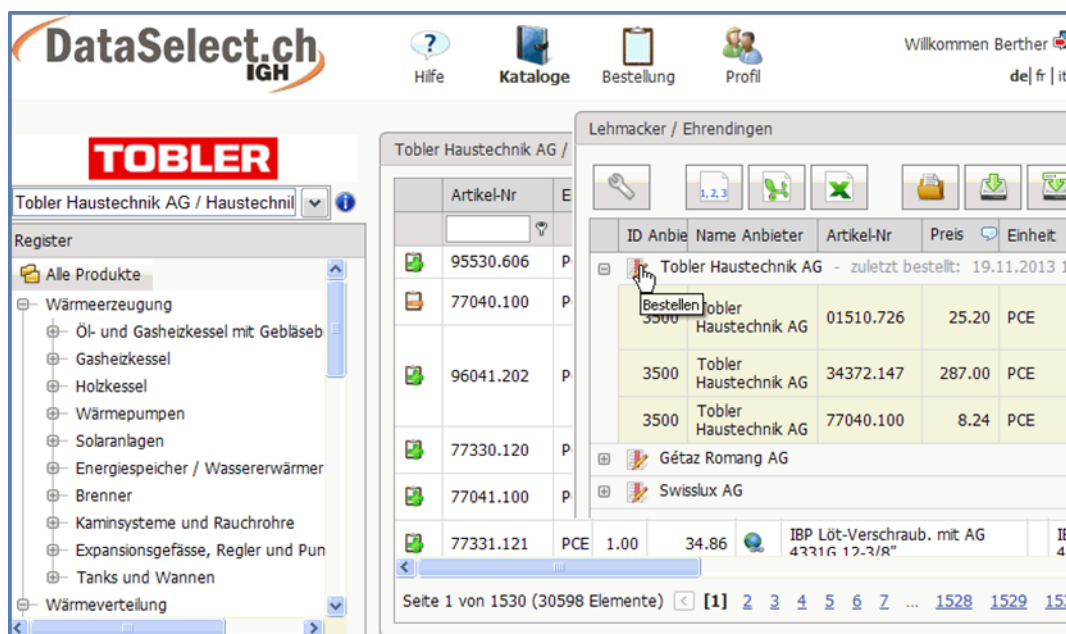 DataSelect.ch
IGH
Hilfe
Kataloge
Bestellung
Profil
Willkommen Berther
de| fr | it
TOBLER
Tobler Haustechnik AG / Haustechnil
Register
Alle Produkte
Wärmeerzeugung
Öl- und Gasheizkessel mit Gebläseb
Gasheizkessel
Holzkessel
Wärmepumpen
Solaranlagen
Energiespeicher / Wassererwärmer
Brenner
Kaminsysteme und Rauchrohre
Expansionsgefässe, Regler und Pun
Tanks und Wannen
Wärmeverteilung
Tobler Haustechnik AG /
Artikel-Nr E
95530.606 P
77040.100 P
96041.202 P
77330.120 P
77041.100 P
77331.121 PCE 1.00 34.86 IBP Löt-Verschraub. mit AG
4331G 12-3/8"
Seite 1 von 1530 (30598 Elemente) [1] 2 3 4 5 6 7 ... 1528 1529
Lehmacker / Ehrendingen
1, 2, 3
ID Anbie Name Anbieter Artikel-Nr Preis Einheit
Tobler Haustechnik AG - zuletzt bestellt: 19.11.2013 1
Bestellen
3500 Tobler
Haustechnik AG 01510.726 25.20 PCE
3500 Tobler
Haustechnik AG 34372.147 287.00 PCE
3500 Tobler
Haustechnik AG 77040.100 8.24 PCE
Gétaz Romang AG
Swisslux AG